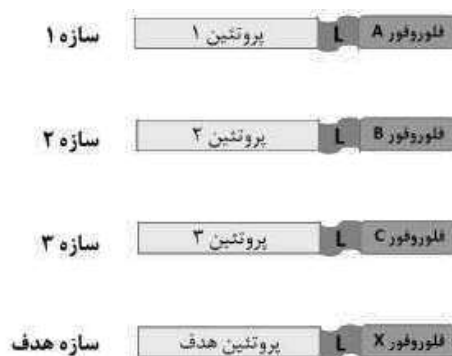 سازه ۱ پروتئین ۱ L فلوروفور A
سازه ۲ پروتئین ۲ L فلوروفور B
سازه ۳ پروتئین ۳ L فلوروفور C
سازه هدف پروتئین هدف L فلوروفور X